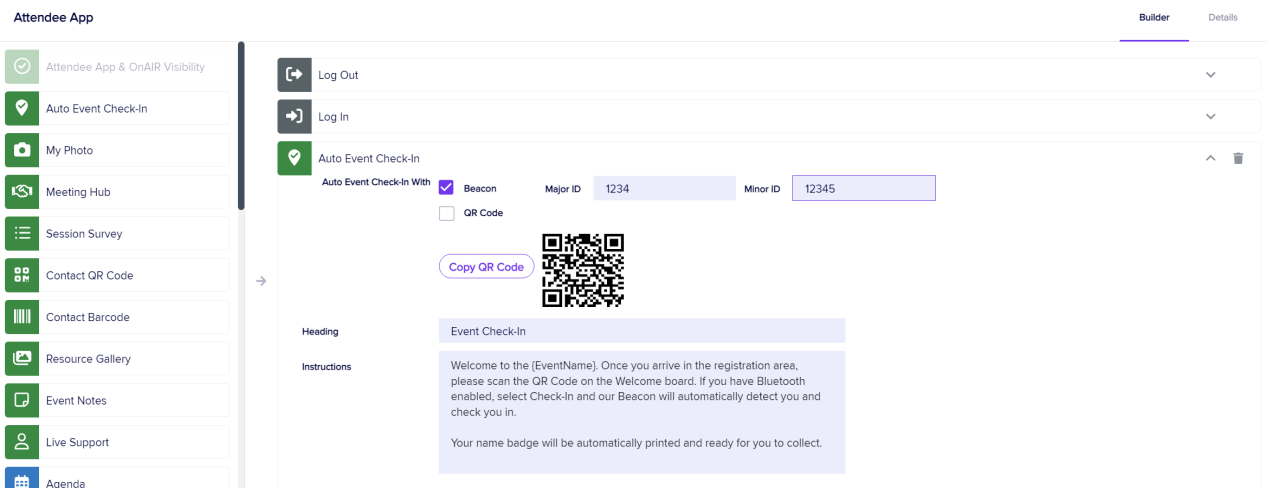 Attendee App
Builder
Details
Attendee App & OnAIR Visibility
Auto Event Check-In
My Photo
Meeting Hub
Session Survey
Contact QR Code
Contact Barcode
Resource Gallery
Event Notes
Live Support
Agenda
Log Out
Log In
Auto Event Check-In
Auto Event Check-In With
Beacon
Major ID
1234
Minor ID
12345
QR Code
Copy QR Code
Heading
Event Check-In
Instructions
Welcome to the {EventName}. Once you arrive in the registration area,
please scan the QR Code on the Welcome board. If you have Bluetooth
enabled, select Check-In and our Beacon will automatically detect you and
check you in.
Your name badge will be automatically printed and ready for you to collect.